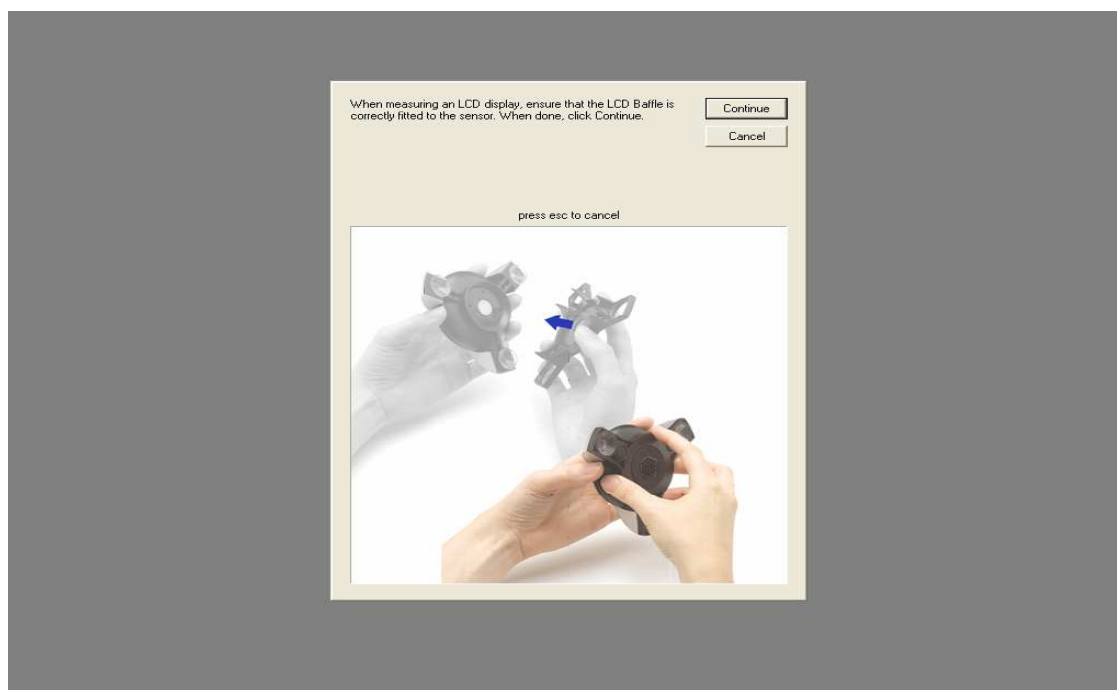 When measuring an LCD display, ensure that the LCD Baffle is
correctly fitted to the sensor. When done, click Continue.
Continue
Cancel
press esc to cancel